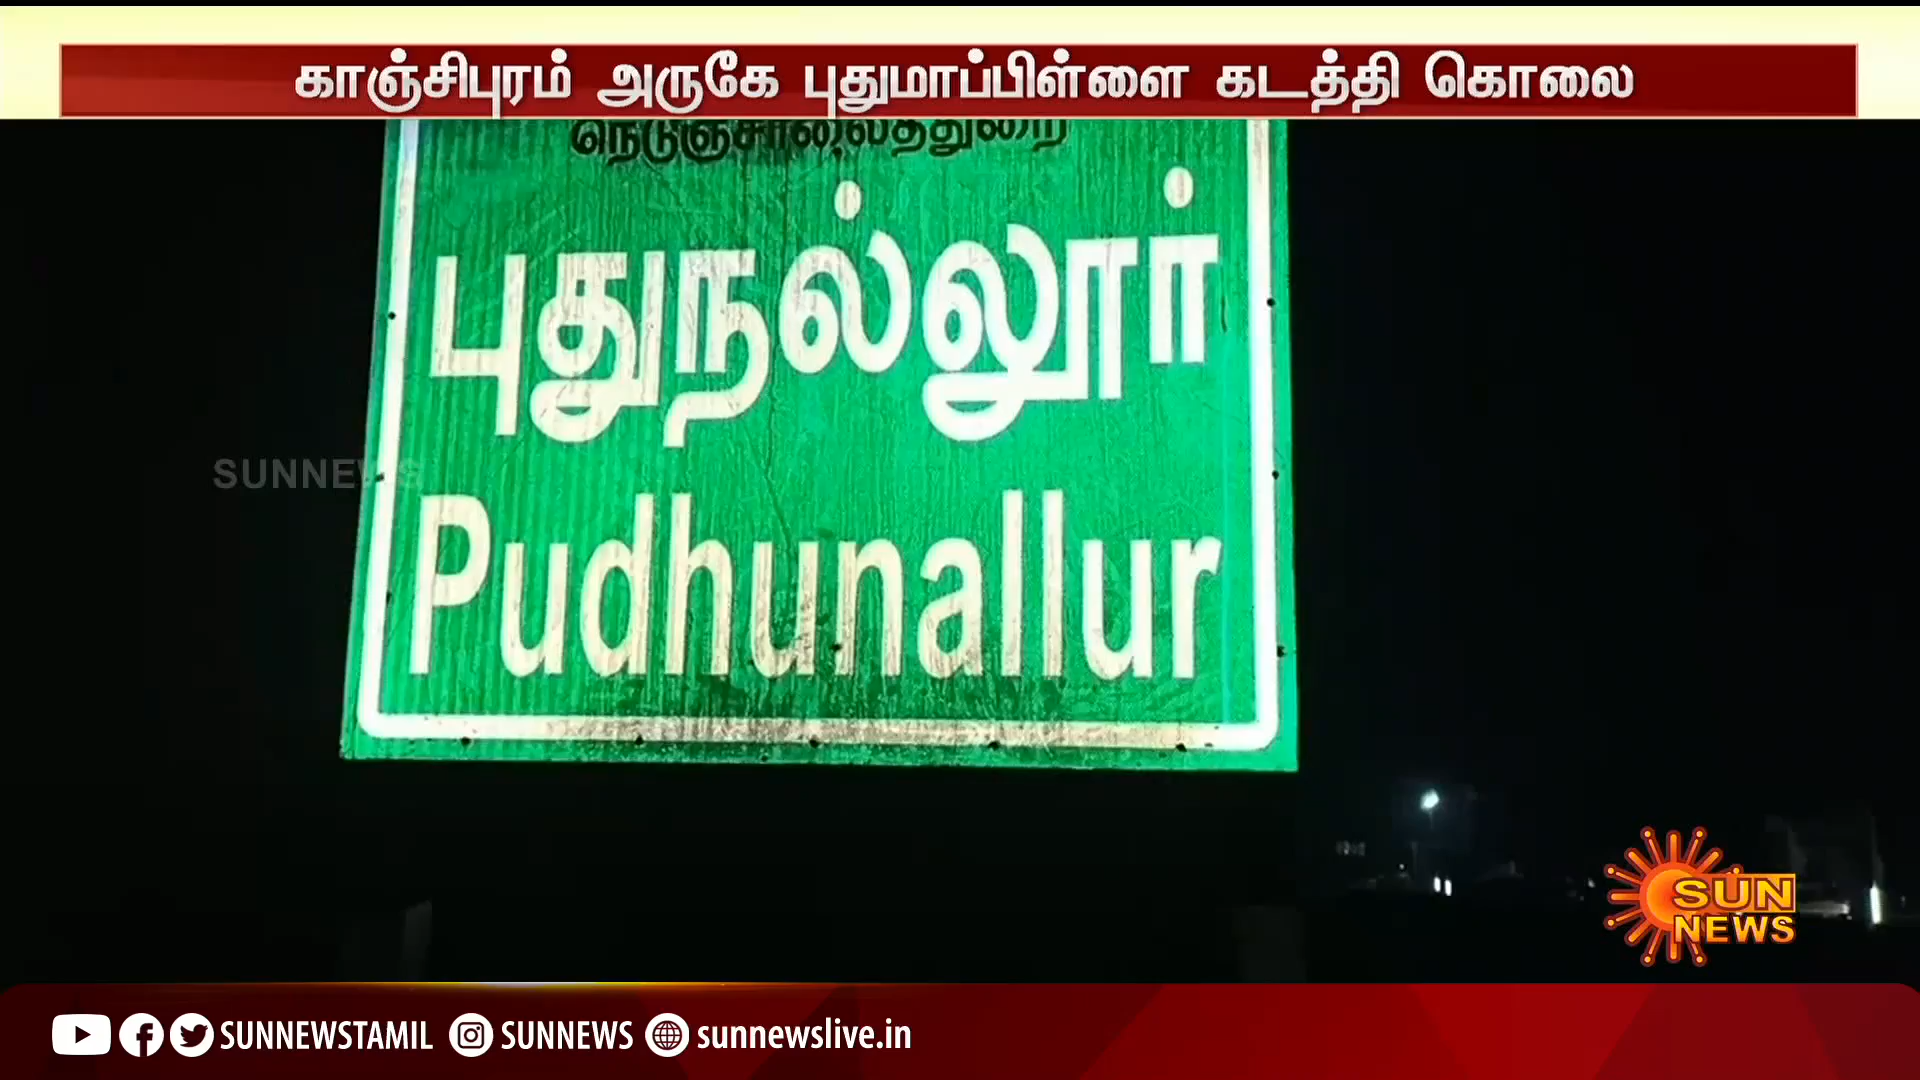 காஞ்சிபுரம் அருகே புதுமாப்பிள்ளை கடத்தி கொலை
நெடுஞ்சாலைத்துறை
புதுநல்லூர்
SUNNEWS
Pudhunallur
SUN
NEWS
SUNNEWSTAMIL SUNNEWS sunnewslive.in